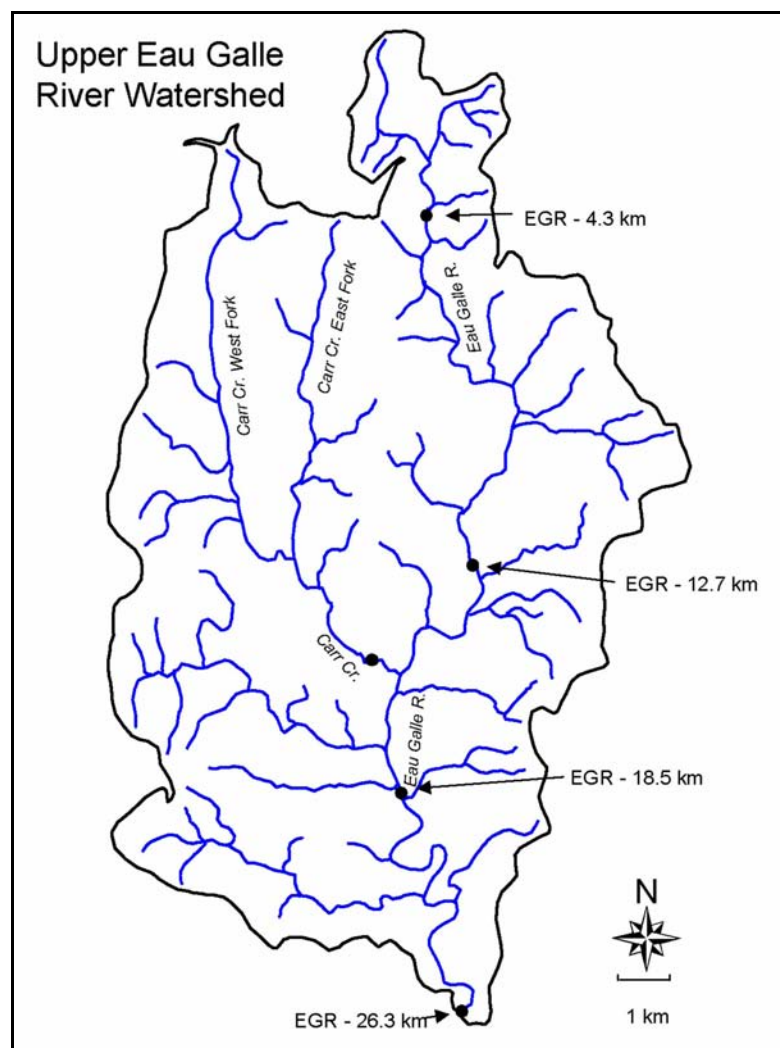 Upper Eau Galle
River Watershed
EGR - 4.3 km
Eau Galle R.
Carr Cr. East Fork
Carr Cr. West Fork
EGR - 12.7 km
Carr Cr.
Eau Galle R.
EGR - 18.5 km
N
1 km
EGR - 26.3 km